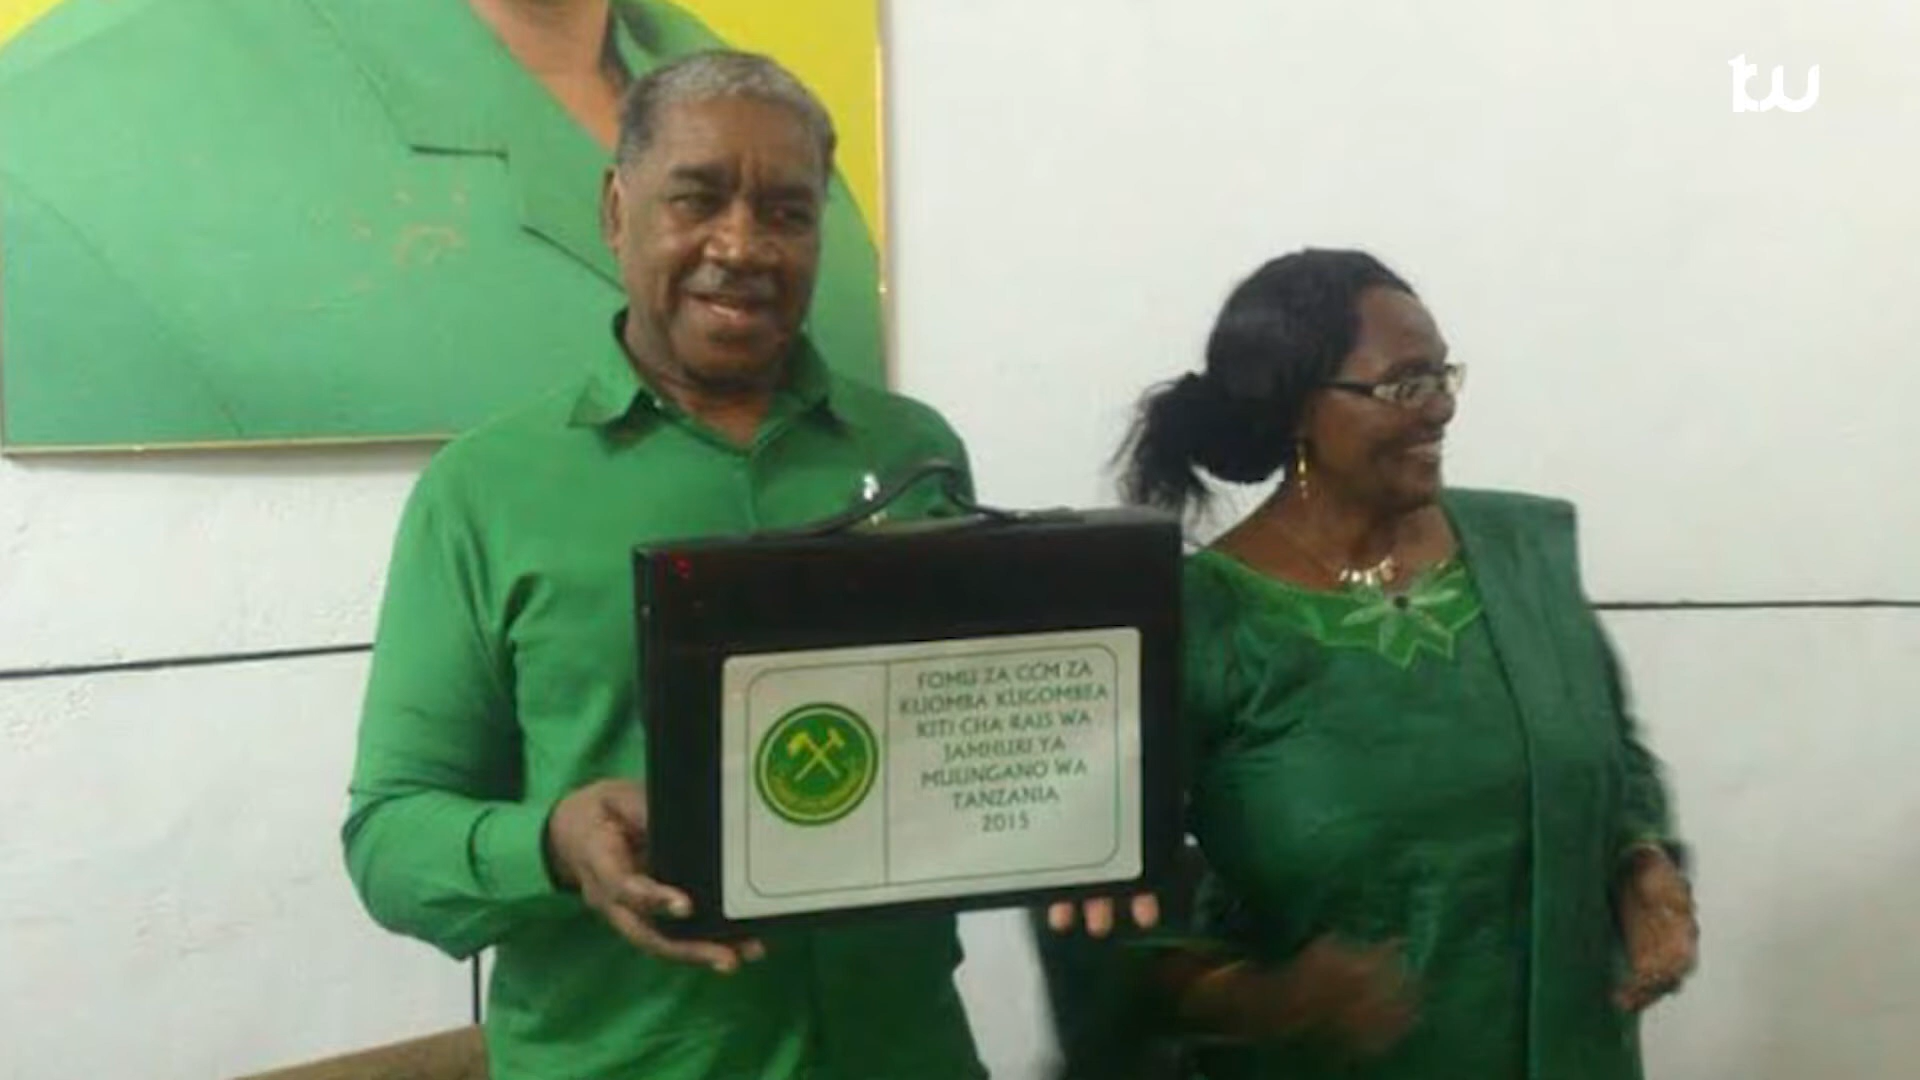 tw
FOMU ZA CCM ZA
KUOMBA KUGOMBEA
KITI CHA RAIS WA
JAMHURI YA
MUUNGANO WA
TANZANIA
2015